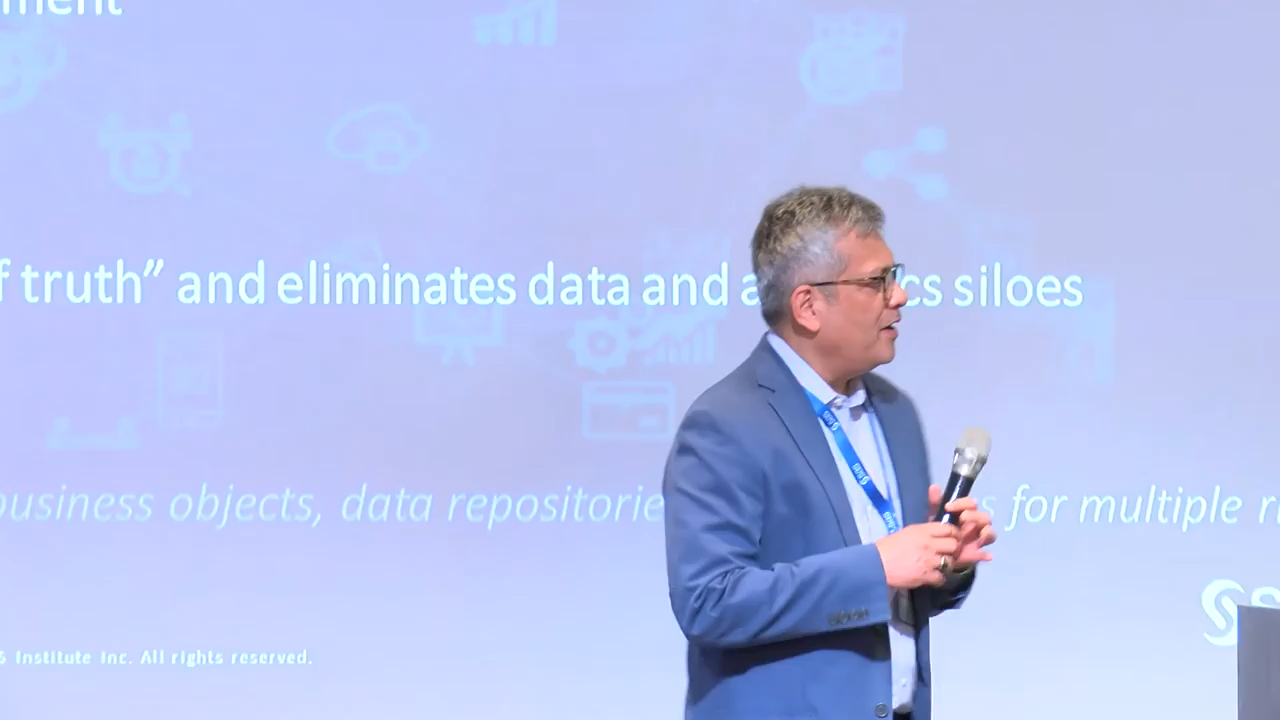 ment
f truth” and eliminates data and a cs siloes
business objects, data repositorie s for multiple r
S Institute Inc. All rights reserved.
S
sas